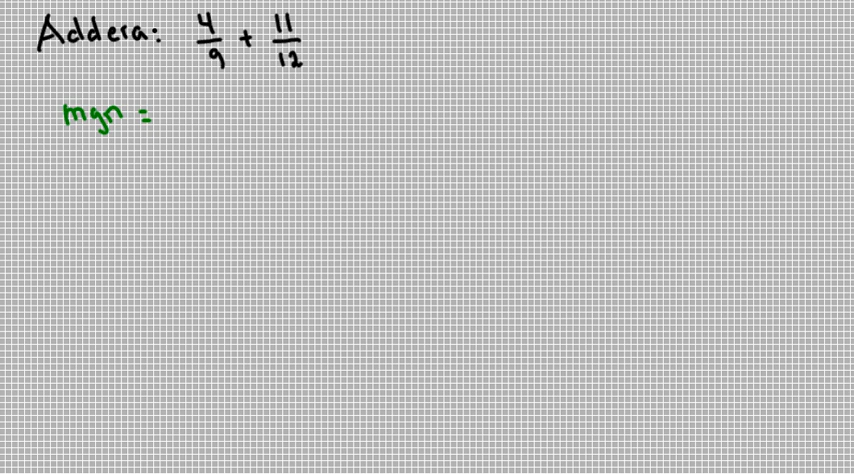 Addera: 4/9 + 11/12
mgn =